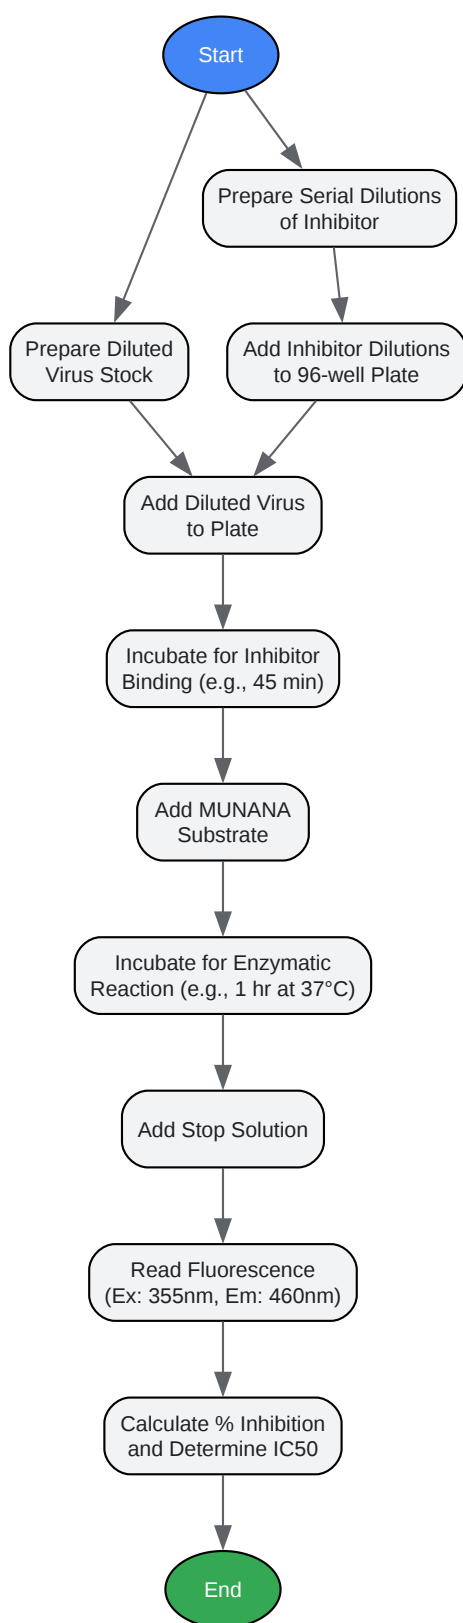 Start
Prepare Serial Dilutions
of Inhibitor
Prepare Diluted
Virus Stock
Add Inhibitor Dilutions
to 96-well Plate
Add Diluted Virus
to Plate
Incubate for Inhibitor
Binding (e.g., 45 min)
Add MUNANA
Substrate
Incubate for Enzymatic
Reaction (e.g., 1 hr at 37°C)
Add Stop Solution
Read Fluorescence
(Ex: 355nm, Em: 460nm)
Calculate % Inhibition
and Determine IC50
End